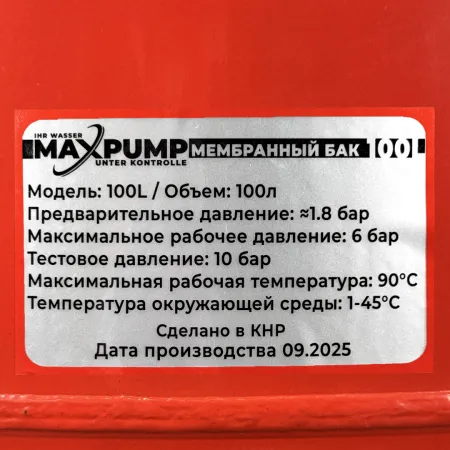 IHR WASSER
MAXPUMP
UNTER KONTROLLE
МЕМБРАННЫЙ БАК 100L
Модель: 100L / Объем: 100л
Предварительное давление: ≈1.8 бар
Максимальное рабочее давление: 6 бар
Тестовое давление: 10 бар
Максимальная рабочая температура: 90°C
Температура окружающей среды: 1-45°C
Сделано в КНР
Дата производства 09.2025